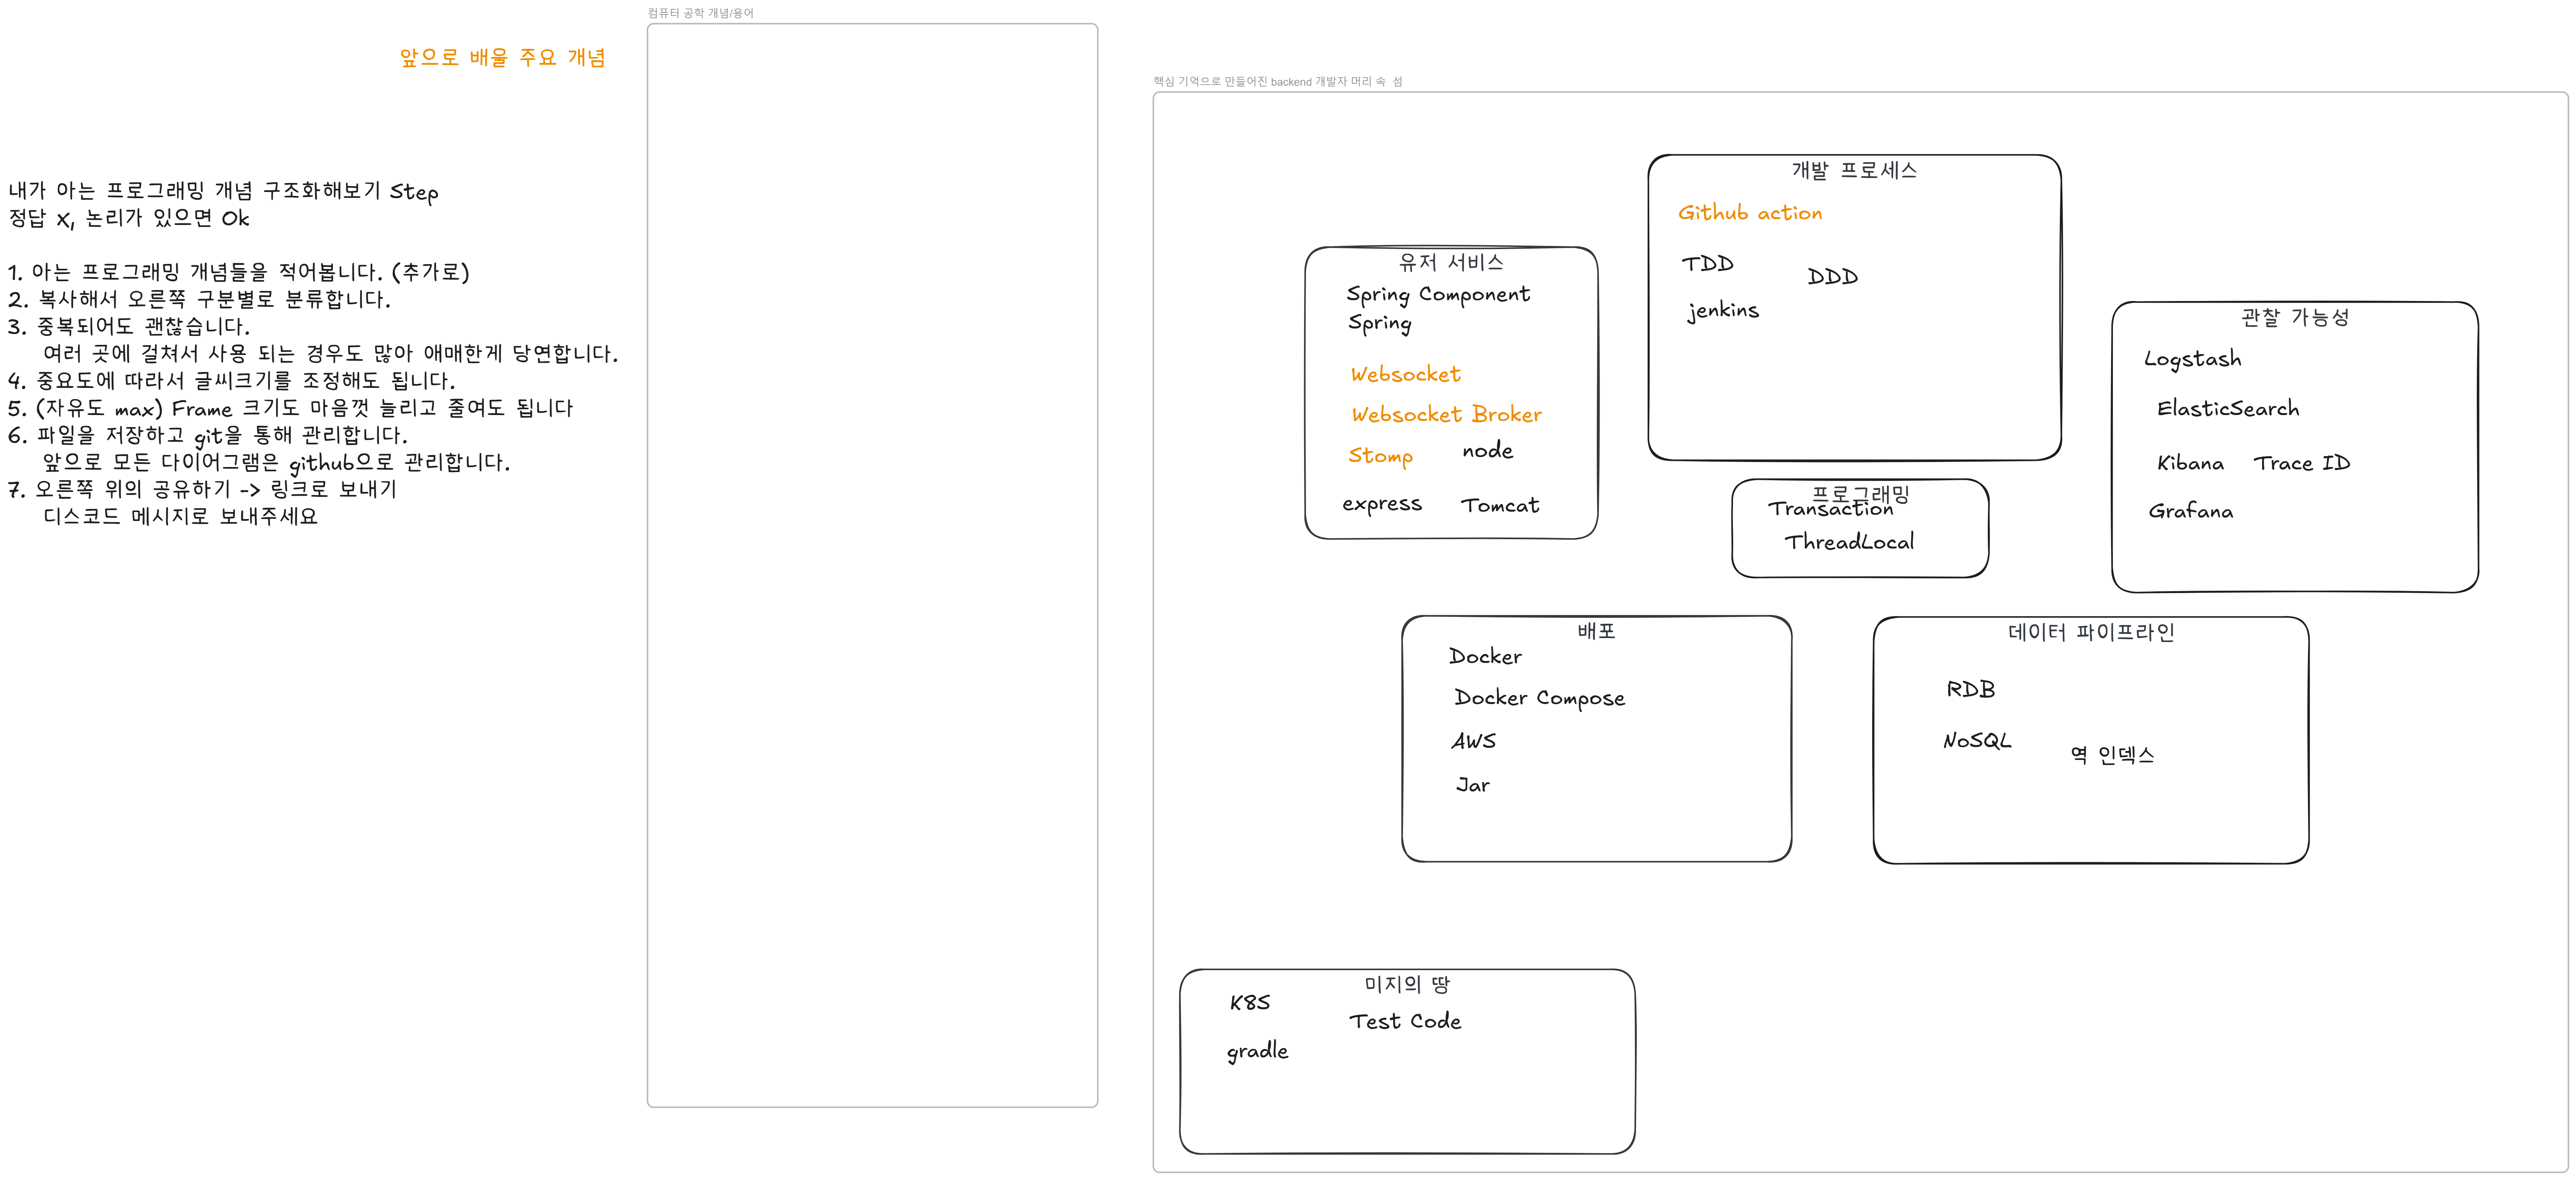 컴퓨터 공학 개념/용어
앞으로 배울 주요 개념
내가 아는 프로그래밍 개념 구조화해보기 Step
정답 X, 논리가 있으면 Ok
1. 아는 프로그래밍 개념들을 적어봅니다. (추가로)
2. 복사해서 오른쪽 구분별로 분류합니다.
3. 중복되어도 괜찮습니다.
여러 곳에 걸쳐서 사용 되는 경우도 많아 애매한게 당연합니다.
4. 중요도에 따라서 글씨크기를 조정해도 됩니다.
5. (자유도 max) Frame 크기도 마음껏 늘리고 줄여도 됩니다
6. 파일을 저장하고 git을 통해 관리합니다.
앞으로 모든 다이어그램은 github으로 관리합니다.
7. 오른쪽 위의 공유하기 -> 링크로 보내기
디스코드 메시지로 보내주세요
핵심 기억으로 만들어진 backend 개발자 머리 속 섬
유저 서비스
Spring Component
Spring
Websocket
Websocket Broker
Stomp
node
express
Tomcat
개발 프로세스
Github action
TDD
DDD
jenkins
프로그래밍
Transaction
ThreadLocal
관찰 가능성
Logstash
ElasticSearch
Kibana
Trace ID
Grafana
배포
Docker
Docker Compose
AWS
Jar
데이터 파이프라인
RDB
NoSQL
역 인덱스
미지의 땅
K8S
Test Code
gradle